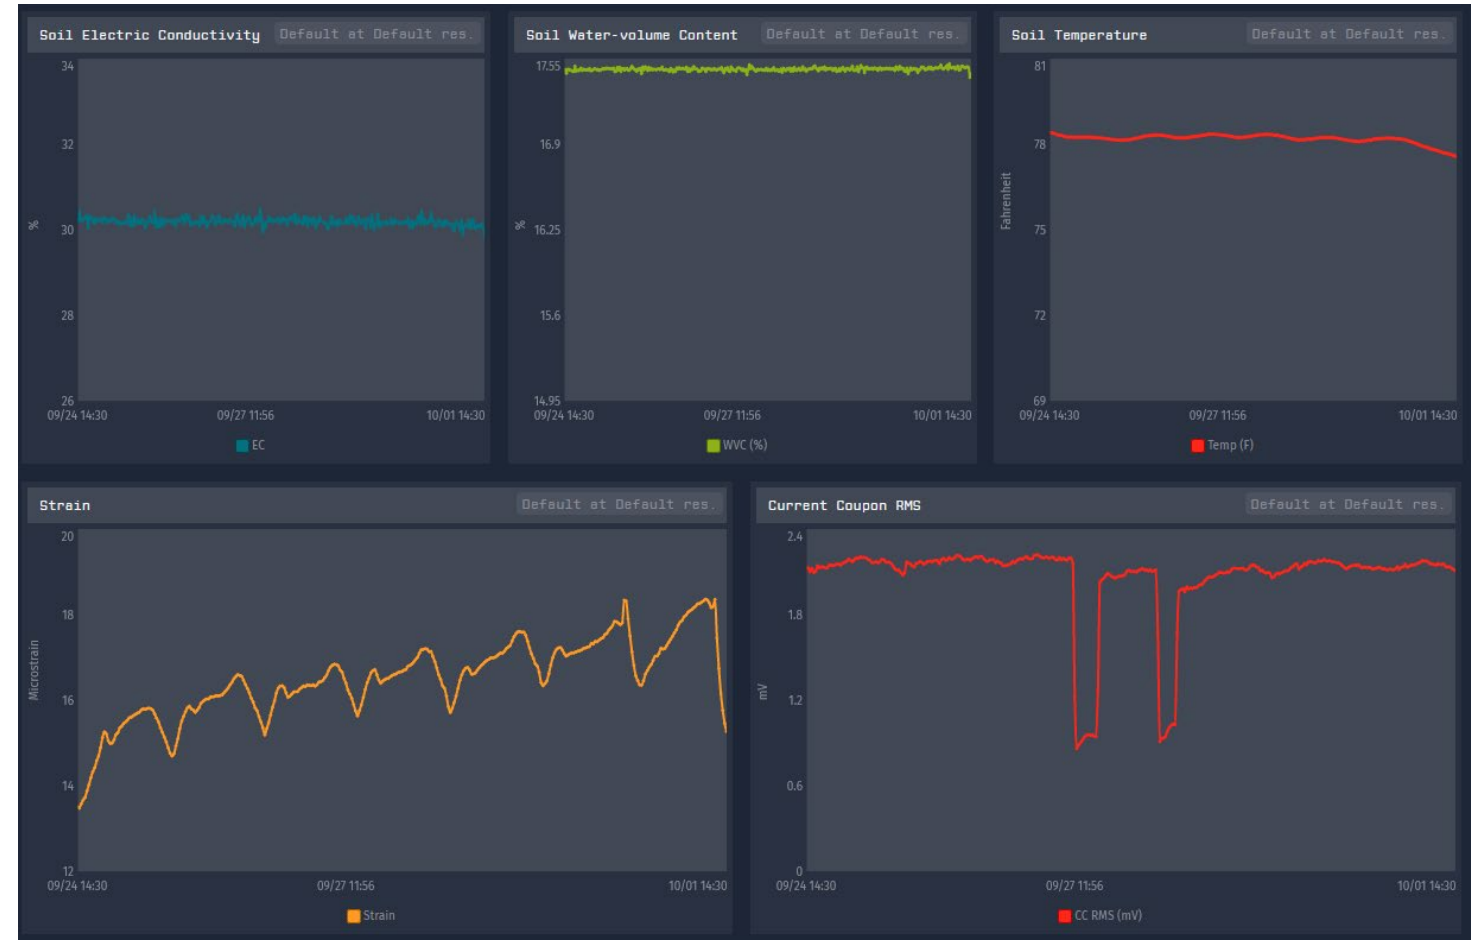 Soil Electric Conductivity Default at Default res.
34
32
30
28
26
%
09/24 14:30 09/27 11:56 10/01 14:30
EC
Soil Water-volume Content Default at Default res.
17.55
16.9
16.25
15.6
14.95
%
09/24 14:30 09/27 11:56 10/01 14:30
WVC (%)
Soil Temperature Default at Default res.
81
78
75
72
69
Fahrenheit
09/24 14:30 09/27 11:56 10/01 14:30
Temp (F)
Strain Default at Default res.
20
18
16
14
12
Microstrain
09/24 14:30 09/27 11:56 10/01 14:30
Strain
Current Coupon RMS Default at Default res.
2.4
1.8
1.2
0.6
0
mV
09/24 14:30 09/27 11:56 10/01 14:30
CC RMS (mV)